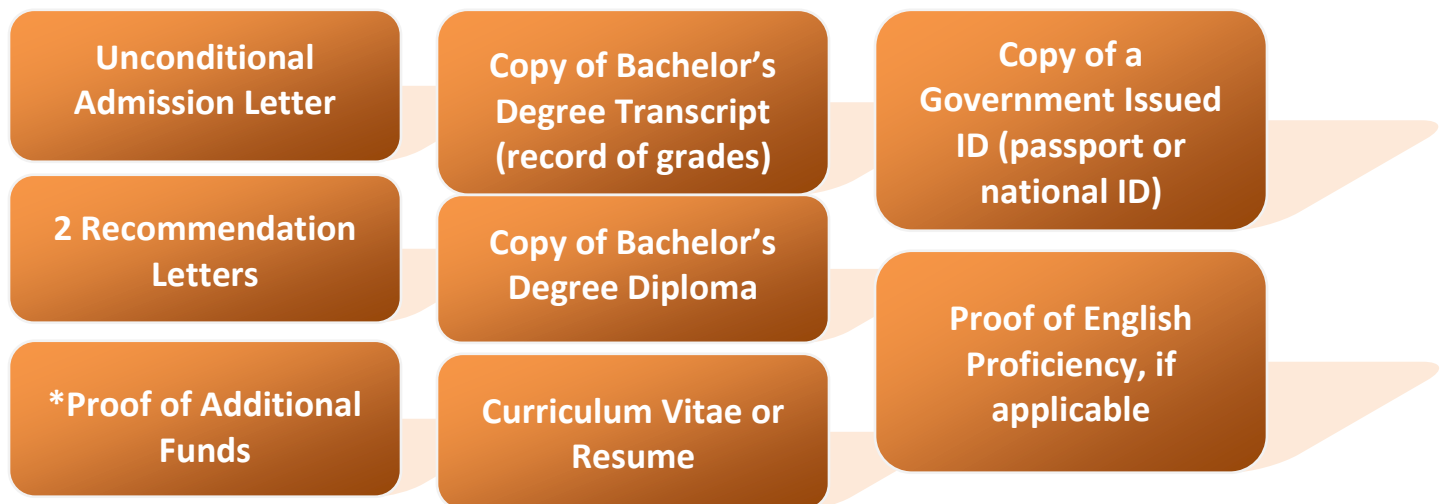 Unconditional
Admission Letter
2 Recommendation
Letters
*Proof of Additional
Funds
Copy of Bachelor’s
Degree Transcript
(record of grades)
Copy of Bachelor’s
Degree Diploma
Curriculum Vitae or
Resume
Copy of a
Government Issued
ID (passport or
national ID)
Proof of English
Proficiency, if
applicable